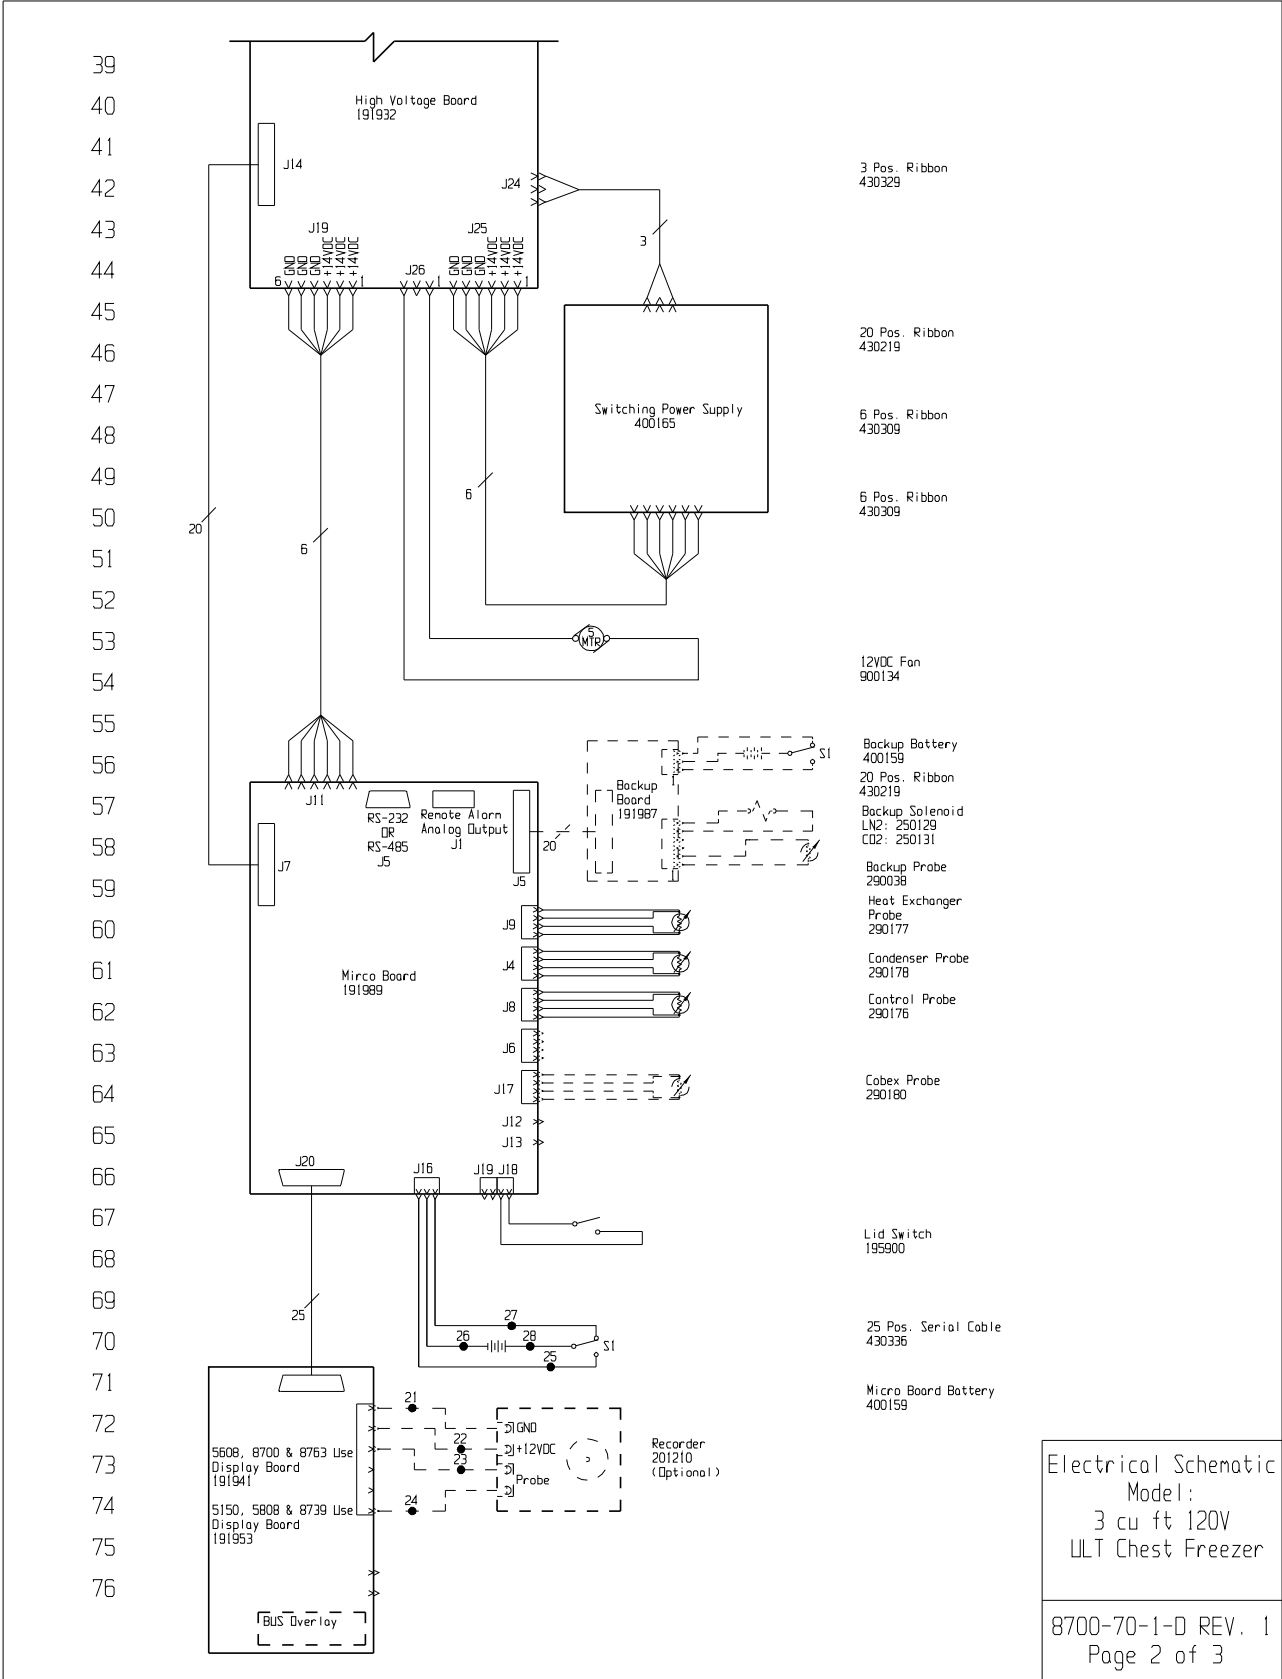 39
40
41
42
43
44
45
46
47
48
49
50
51
52
53
54
55
56
57
58
59
60
61
62
63
64
65
66
67
68
69
70
71
72
73
74
75
76
High Voltage Board
191932
J14
J24
J19
GND
GND
GND
+14VDC
+14VDC
+14VDC
6
1
J26
1
J25
GND
GND
GND
+14VDC
+14VDC
+14VDC
1
3
Switching Power Supply
400165
20
6
6
5
MTR
J11
RS-232
OR
RS-485
J5
Remote Alarm
Analog Output
J1
J5
20
Backup
Board
191987
1
1
S1
J7
J9
J4
J8
J6
J17
J12
J13
Mirco Board
191989
J20
J16
J19
J18
25
27
26
28
S1
25
21
22
23
24
GND
+12VDC
Probe
Recorder
201210
(Optional)
5608, 8700 & 8763 Use
Display Board
191941
5150, 5808 & 8739 Use
Display Board
191953
BUS Overlay
3 Pos. Ribbon
430329
20 Pos. Ribbon
430219
6 Pos. Ribbon
430309
6 Pos. Ribbon
430309
12VDC Fan
900134
Backup Battery
400159
20 Pos. Ribbon
430219
Backup Solenoid
LN2: 250129
CO2: 250131
Backup Probe
290038
Heat Exchanger
Probe
290177
Condenser Probe
290178
Control Probe
290176
Cobex Probe
290180
Lid Switch
195900
25 Pos. Serial Cable
430336
Micro Board Battery
400159
Electrical Schematic
Model:
3 cu ft 120V
ULT Chest Freezer
8700-70-1-D REV. 1
Page 2 of 3